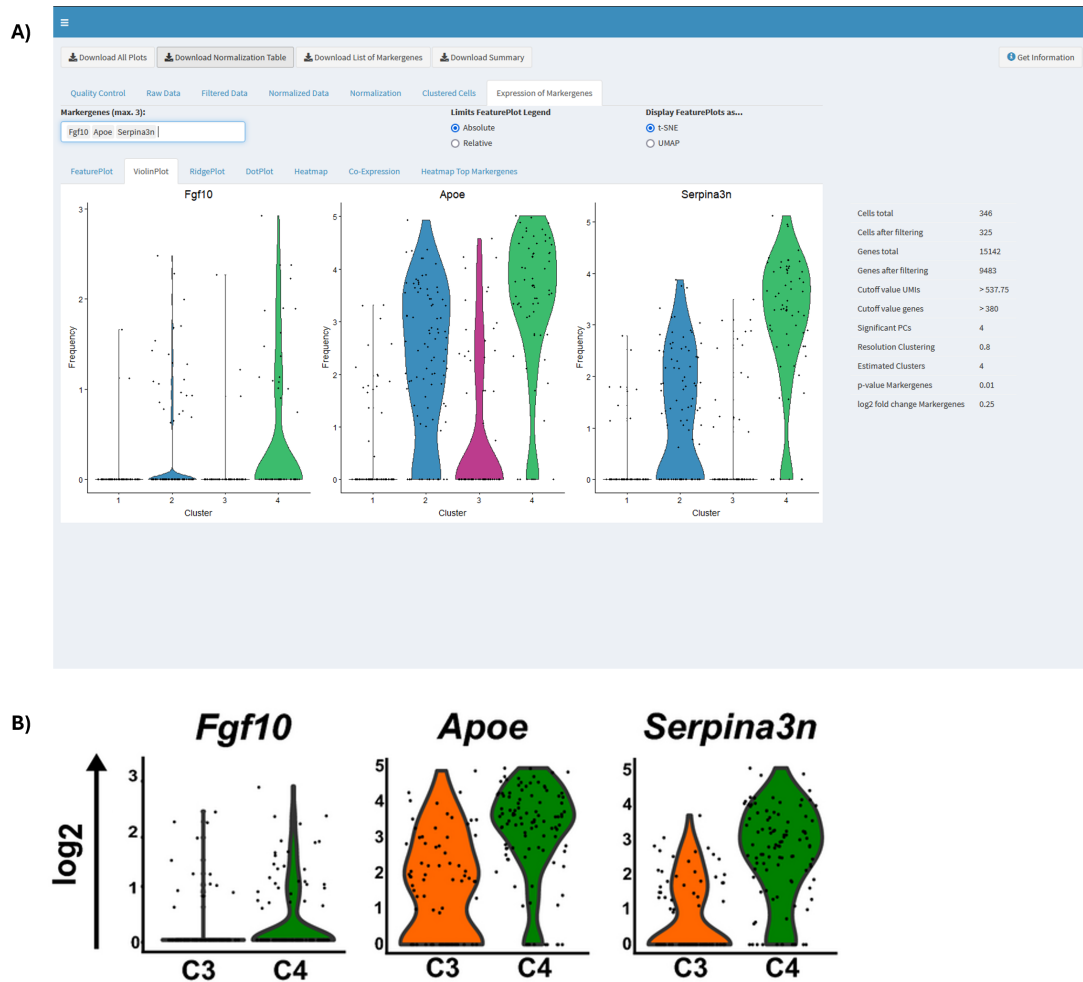 A)
Download All Plots Download Normalization Table Download List of Markergenes Download Summary Get Information
Quality Control Raw Data Filtered Data Normalized Data Normalization Clustered Cells Expression of Markergenes
Markergenes (max. 3): Limits FeaturePlot Legend Display FeaturePlots as...
Fgf10 Apoe Serpina3n Absolute t-SNE
Relative UMAP
FeaturePlot ViolinPlot RidgePlot DotPlot Heatmap Co-Expression Heatmap Top Markergenes
Fgf10
Frequency
3
2
1
0
1 2 3 4
Cluster
Apoe
Frequency
5
4
3
2
1
0
1 2 3 4
Cluster
Serpina3n
Frequency
5
4
3
2
1
0
1 2 3 4
Cluster
Cells total 346
Cells after filtering 325
Genes total 15142
Genes after filtering 9483
Cutoff value UMIs > 537.75
Cutoff value genes > 380
Significant PCs 4
Resolution Clustering 0.8
Estimated Clusters 4
p-value Markergenes 0.01
log2 fold change Markergenes 0.25
B)
log2
Fgf10
3
2
1
0
C3 C4
Apoe
5
4
3
2
1
0
C3 C4
Serpina3n
5
4
3
2
1
0
C3 C4